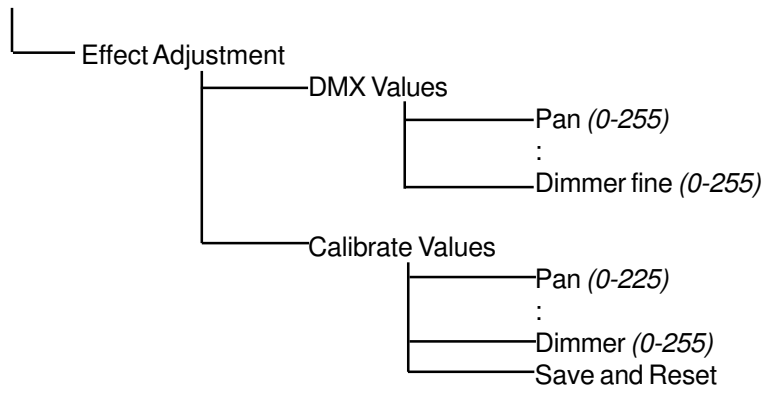 Effect Adjustment
DMX Values
Pan (0-255)
:
Dimmer fine (0-255)
Calibrate Values
Pan (0-225)
:
Dimmer (0-255)
Save and Reset